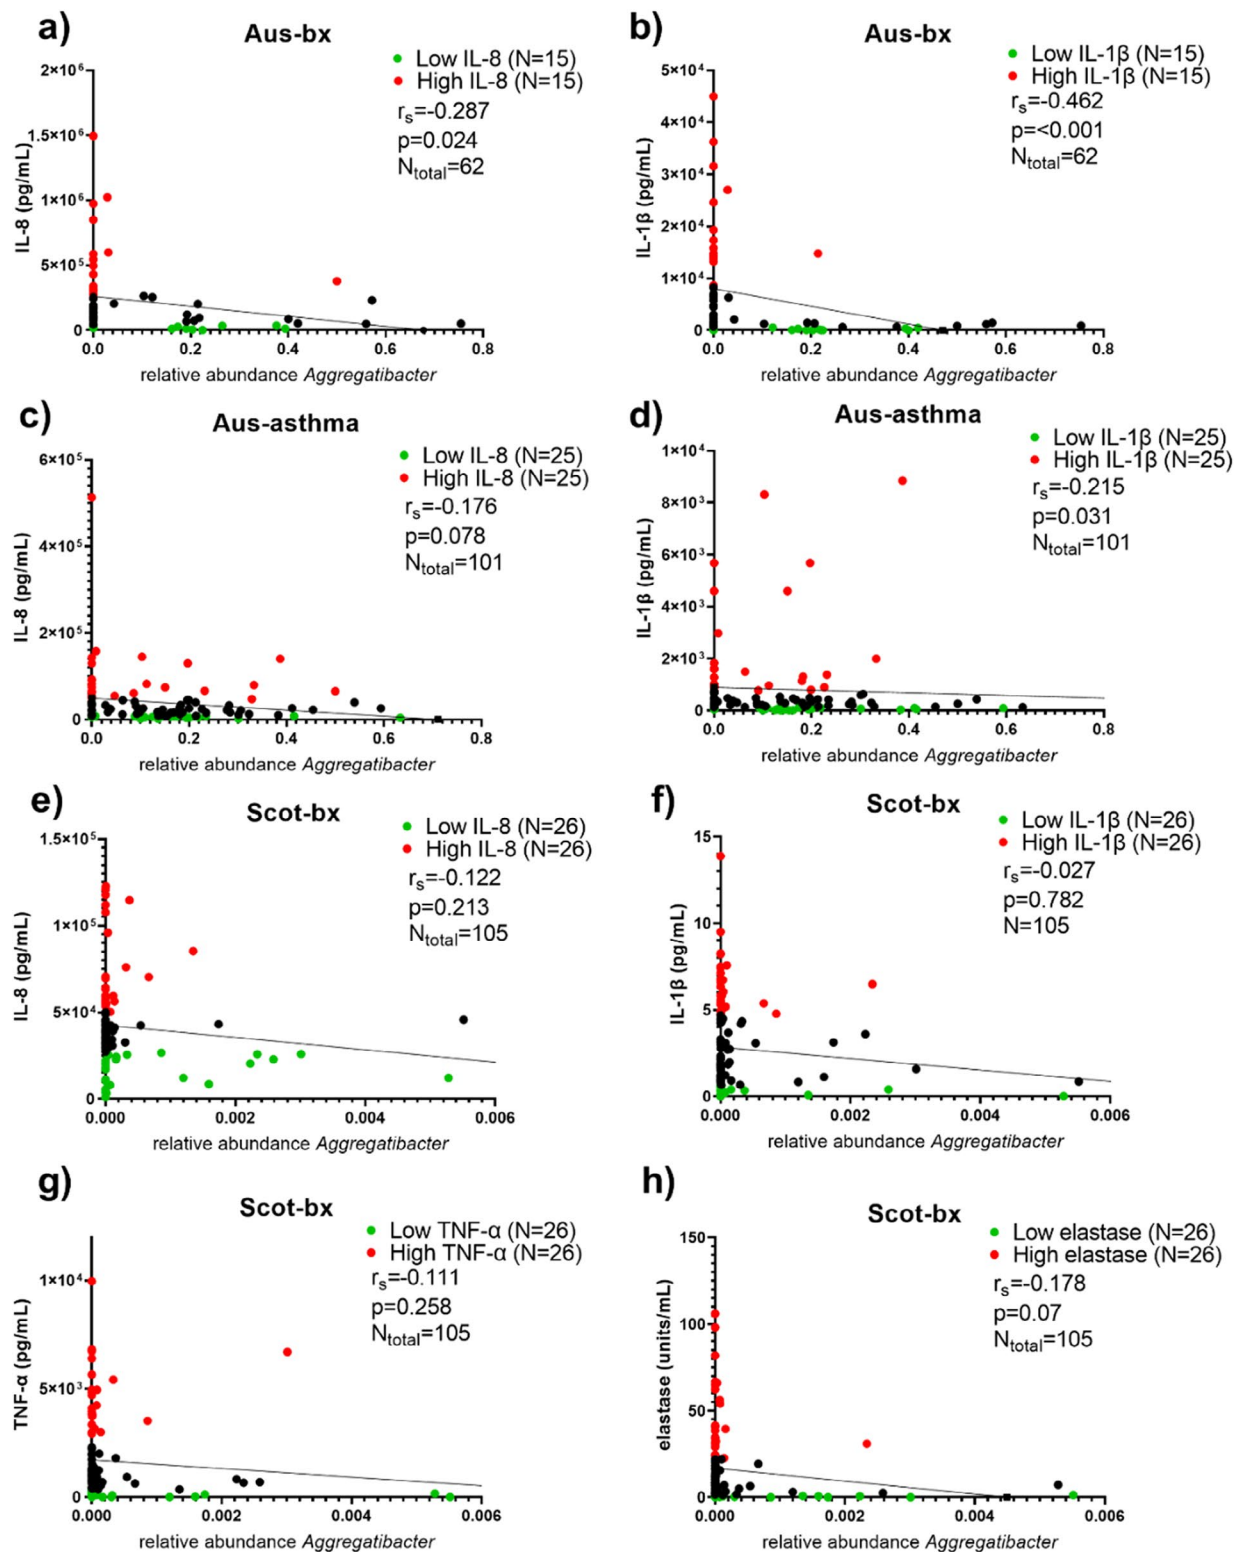 a)
Aus-bx
Low IL-8 (N=15)
High IL-8 (N=15)
rs=-0.287
p=0.024
Ntotal=62
IL-8 (pg/mL)
2×10⁶
1.5×10⁶
1×10⁶
5×10⁵
0
0.0 0.2 0.4 0.6 0.8
relative abundance Aggregatibacter
b)
Aus-bx
Low IL-1β (N=15)
High IL-1β (N=15)
rs=-0.462
p=<0.001
Ntotal=62
IL-1β (pg/mL)
5×10⁴
4×10⁴
3×10⁴
2×10⁴
1×10⁴
0
0.0 0.2 0.4 0.6 0.8
relative abundance Aggregatibacter
c)
Aus-asthma
Low IL-8 (N=25)
High IL-8 (N=25)
rs=-0.176
p=0.078
Ntotal=101
IL-8 (pg/mL)
6×10⁵
4×10⁵
2×10⁵
0
0.0 0.2 0.4 0.6 0.8
relative abundance Aggregatibacter
d)
Aus-asthma
Low IL-1β (N=25)
High IL-1β (N=25)
rs=-0.215
p=0.031
Ntotal=101
IL-1β (pg/mL)
1×10⁴
8×10³
6×10³
4×10³
2×10³
0
0.0 0.2 0.4 0.6 0.8
relative abundance Aggregatibacter
e)
Scot-bx
Low IL-8 (N=26)
High IL-8 (N=26)
rs=-0.122
p=0.213
Ntotal=105
IL-8 (pg/mL)
1.5×10⁵
1×10⁵
5×10⁴
0
0.000 0.002 0.004 0.006
relative abundance Aggregatibacter
f)
Scot-bx
Low IL-1β (N=26)
High IL-1β (N=26)
rs=-0.027
p=0.782
N=105
IL-1β (pg/mL)
15
10
5
0
0.000 0.002 0.004 0.006
relative abundance Aggregatibacter
g)
Scot-bx
Low TNF-α (N=26)
High TNF-α (N=26)
rs=-0.111
p=0.258
Ntotal=105
TNF-α (pg/mL)
1×10⁴
5×10³
0
0.000 0.002 0.004 0.006
relative abundance Aggregatibacter
h)
Scot-bx
Low elastase (N=26)
High elastase (N=26)
rs=-0.178
p=0.07
Ntotal=105
elastase (units/mL)
150
100
50
0
0.000 0.002 0.004 0.006
relative abundance Aggregatibacter